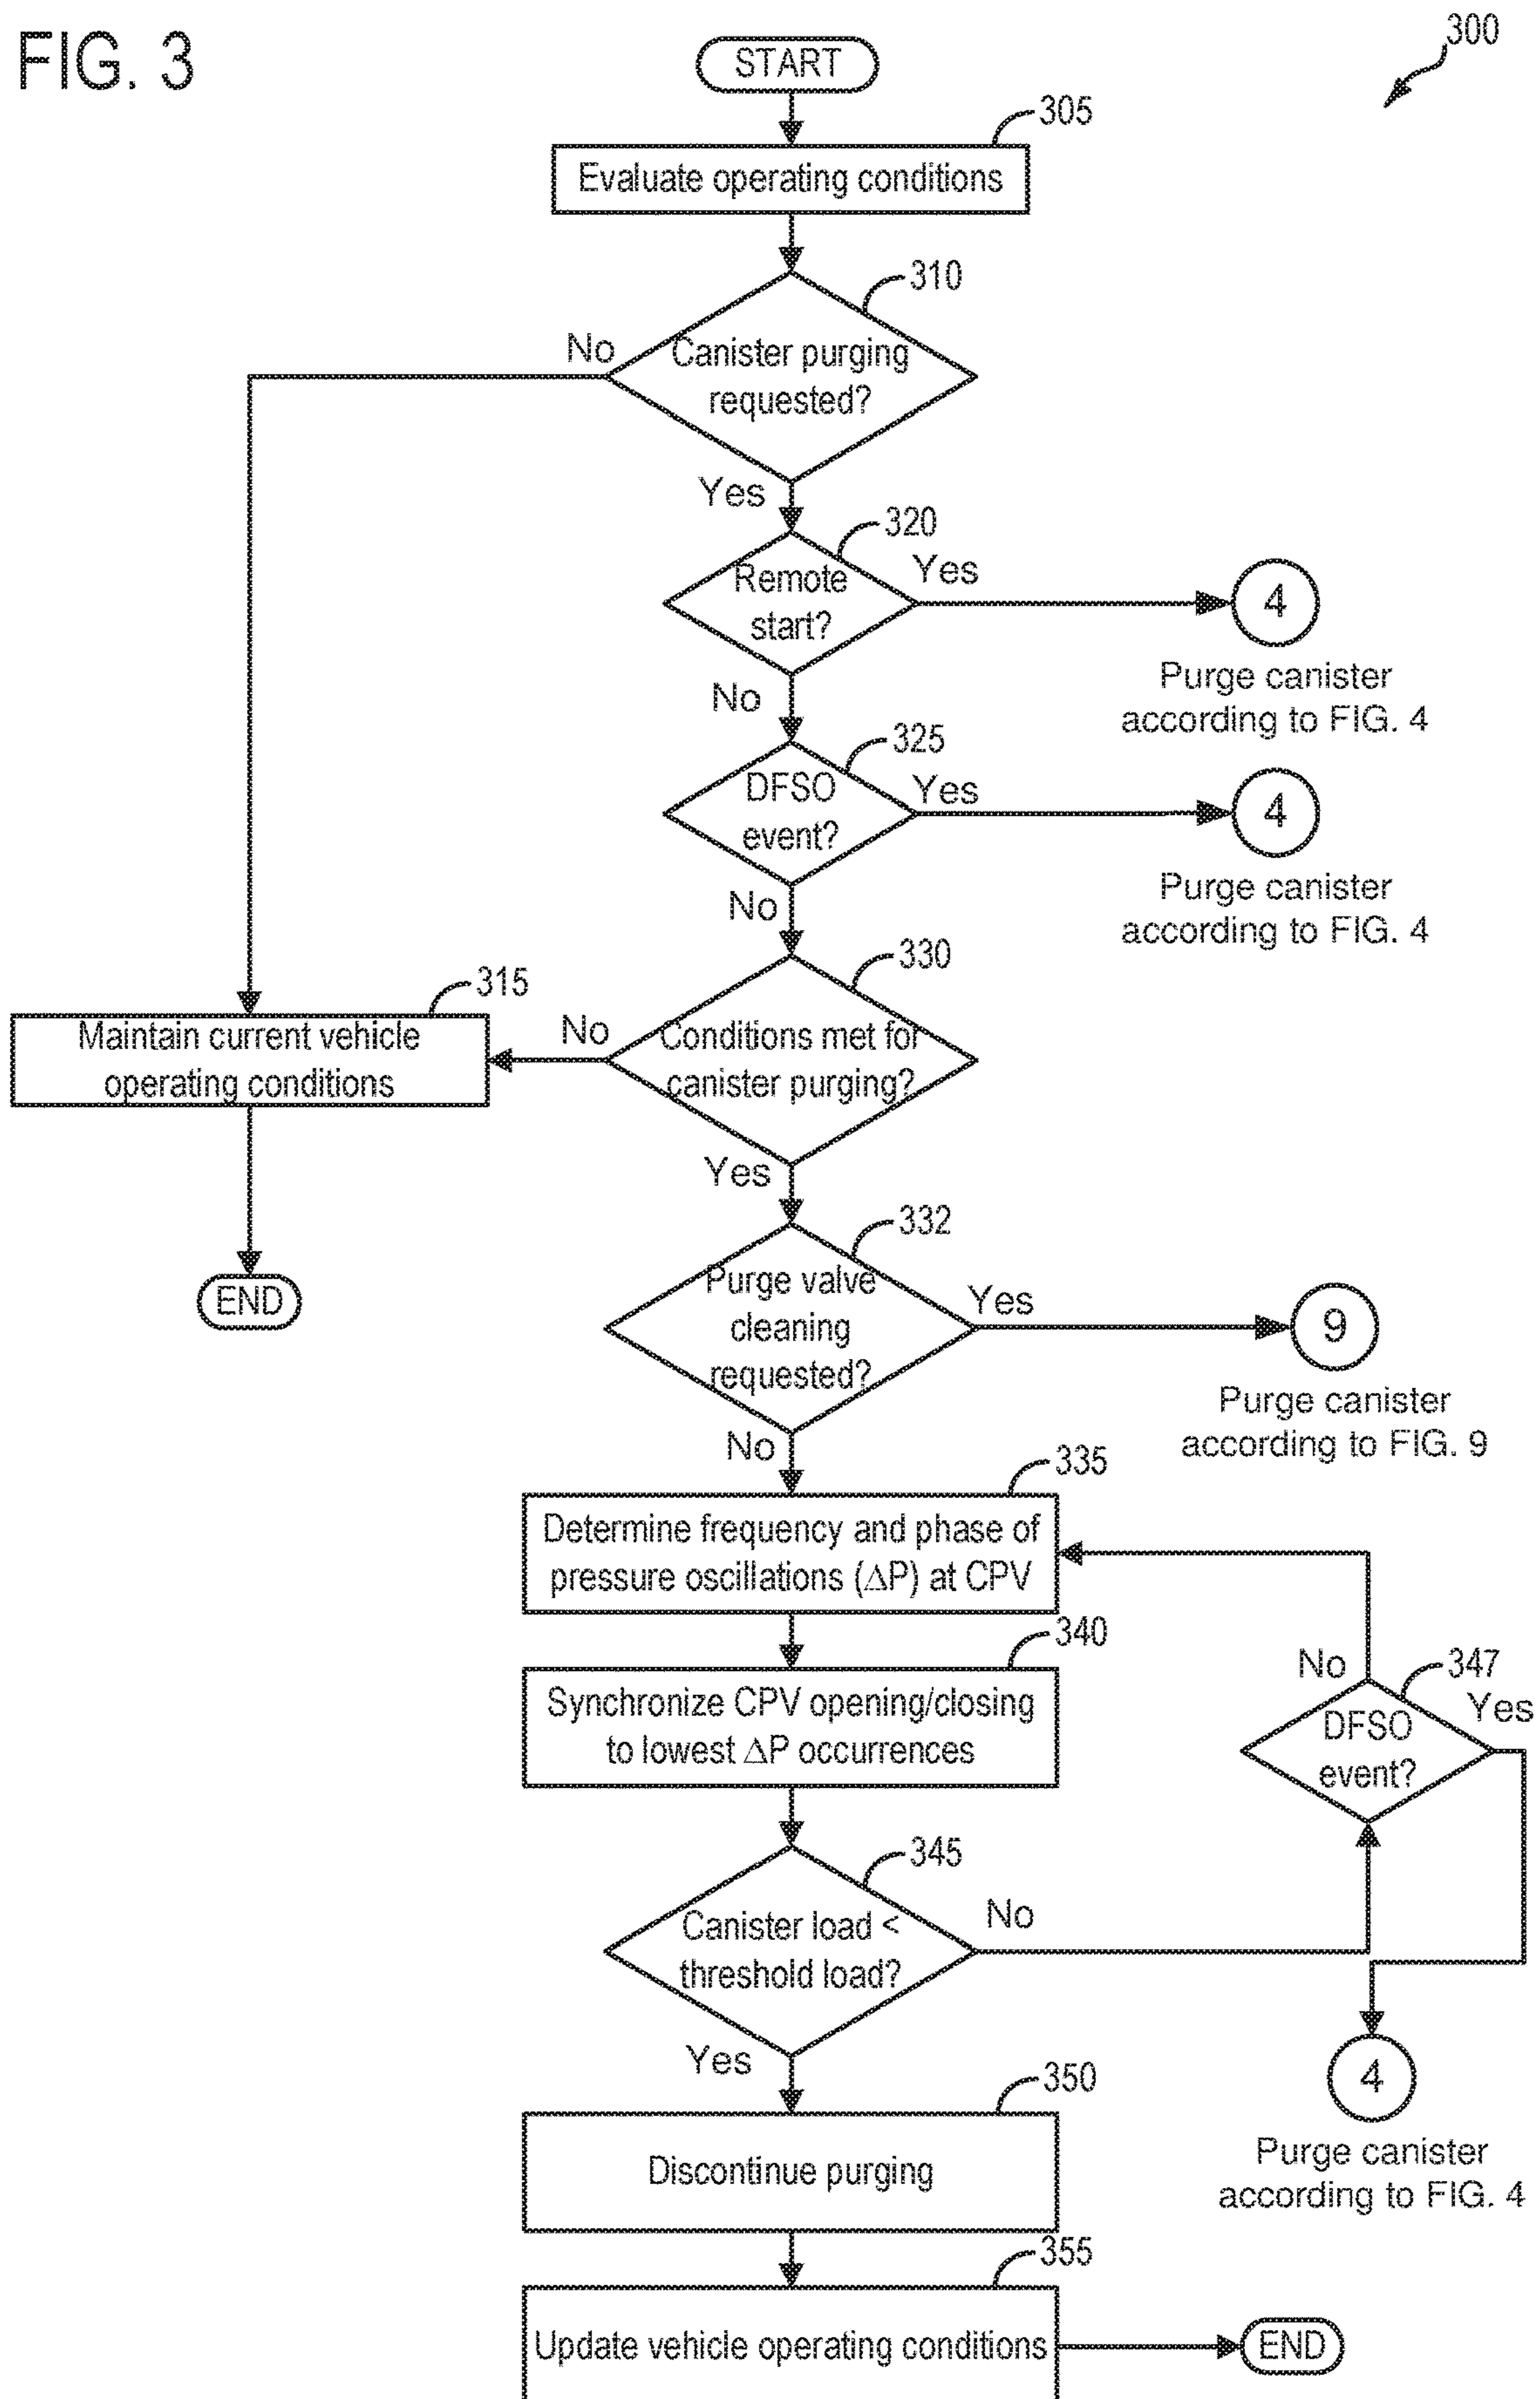 FIG. 3
300
START
305
Evaluate operating conditions
310
No
Canister purging
requested?
Yes
320
Remote
start?
Yes
4
Purge canister
according to FIG. 4
No
325
DFSO
event?
Yes
4
Purge canister
according to FIG. 4
No
330
315
Maintain current vehicle
operating conditions
No
Conditions met for
canister purging?
Yes
END
332
Purge valve
cleaning
requested?
Yes
9
Purge canister
according to FIG. 9
No
335
Determine frequency and phase of
pressure oscillations (ΔP) at CPV
340
Synchronize CPV opening/closing
to lowest ΔP occurrences
No
347
Yes
DFSO
event?
345
Canister load <
threshold load?
No
Yes
4
Purge canister
according to FIG. 4
350
Discontinue purging
355
Update vehicle operating conditions
END